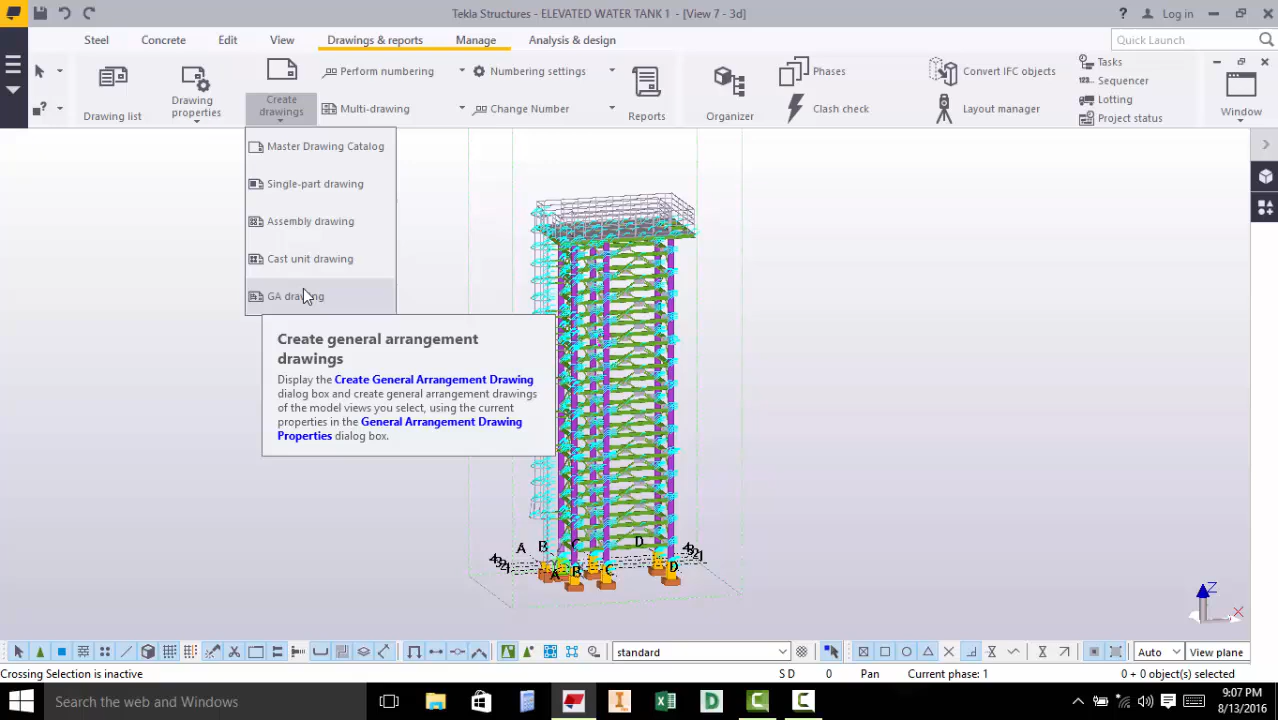 Tekla Structures - ELEVATED WATER TANK 1 - [View 7 - 3d]
? Log in
Steel Concrete Edit View Drawings & reports Manage Analysis & design Quick Launch
Drawing list
Drawing properties
Create drawings
Perform numbering
Multi-drawing
Numbering settings
Change Number
Reports
Organizer
Phases
Clash check
Convert IFC objects
Layout manager
Tasks
Sequencer
Lotting
Project status
Window
Master Drawing Catalog
Single-part drawing
Assembly drawing
Cast unit drawing
GA drawing
Create general arrangement
drawings
Display the Create General Arrangement Drawing
dialog box and create general arrangement drawings
of the model views you select, using the current
properties in the General Arrangement Drawing
Properties dialog box.
A B C D
4321 4321
A B C D
Z
X
standard
Auto
View plane
Crossing Selection is inactive S D 0 Pan Current phase: 1 0 + 0 object(s) selected
Search the web and Windows
9:07 PM
8/13/2016